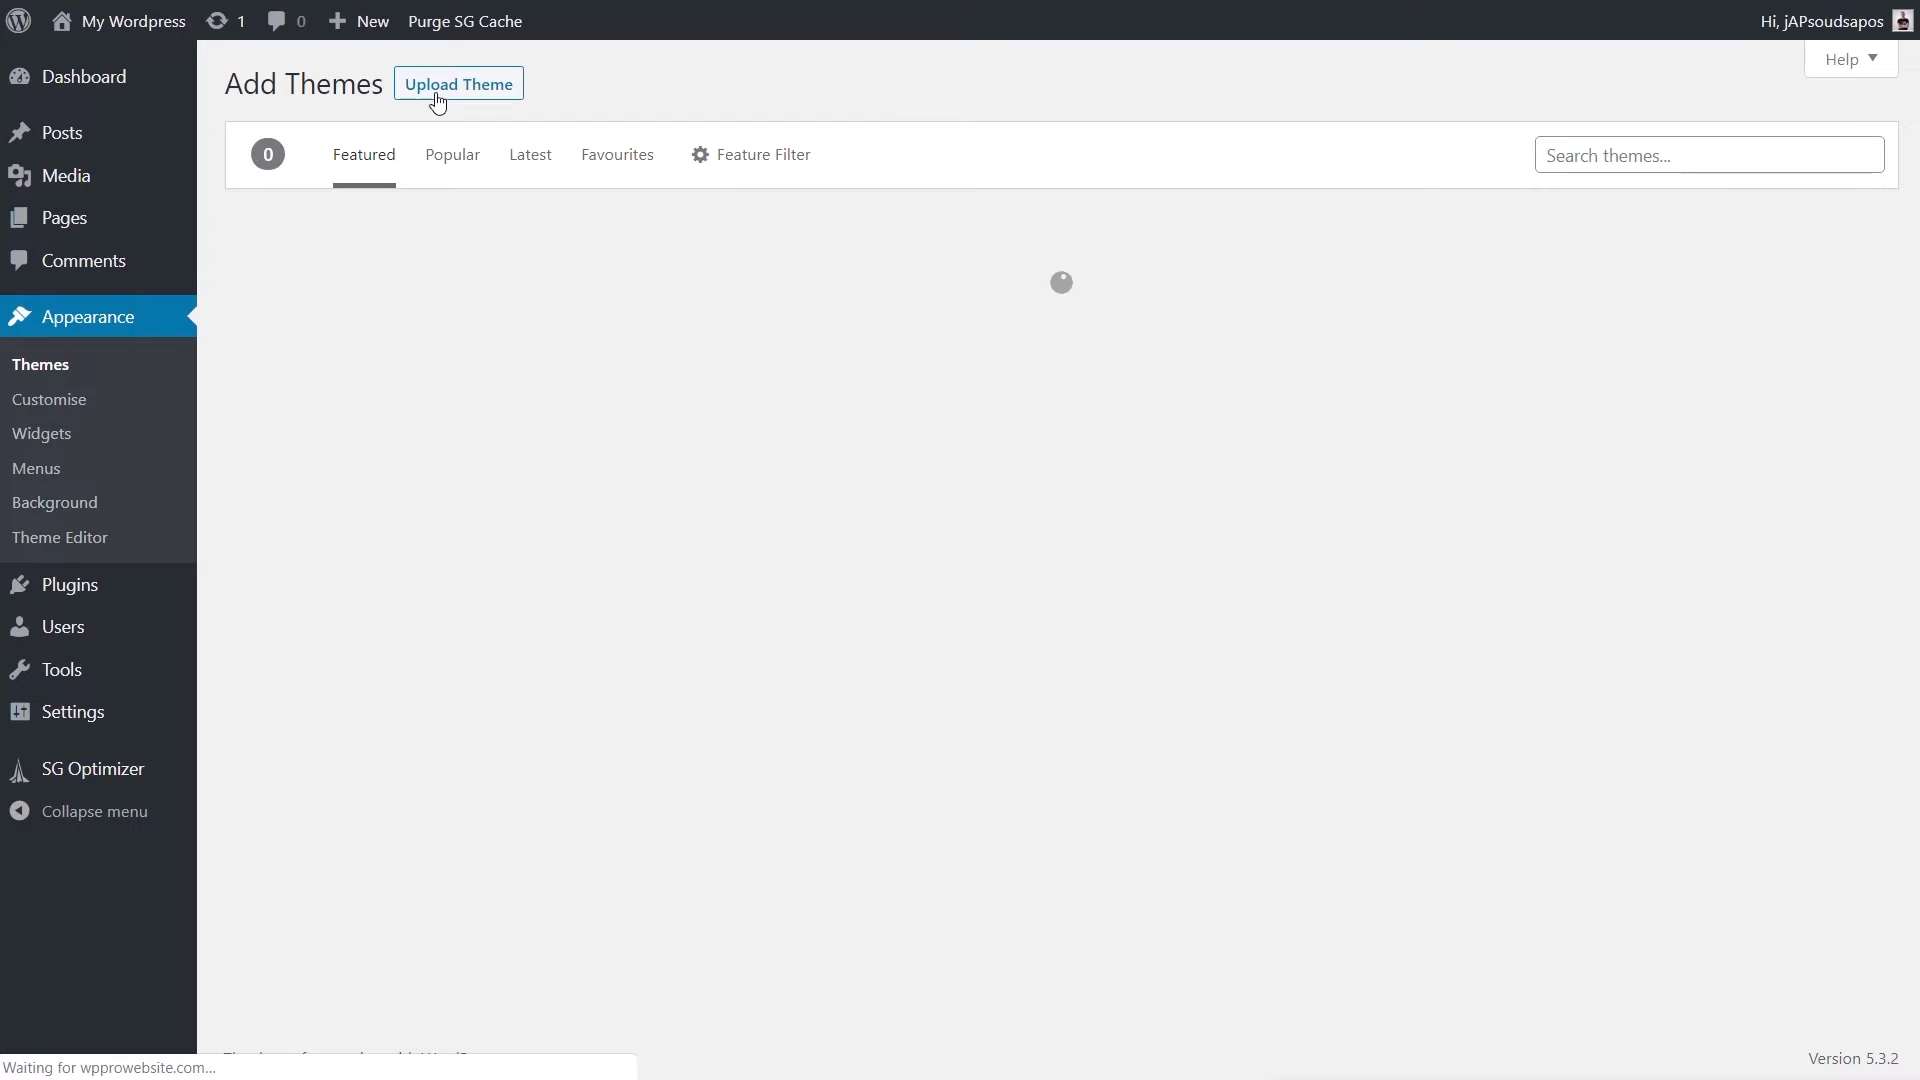 My Wordpress 1 0 New Purge SG Cache Hi, jAPsoudsapos
Help
Dashboard
Posts
Media
Pages
Comments
Appearance
Themes
Customise
Widgets
Menus
Background
Theme Editor
Plugins
Users
Tools
Settings
SG Optimizer
Collapse menu
Add Themes Upload Theme
0 Featured Popular Latest Favourites Feature Filter Search themes...
Version 5.3.2
Waiting for wpprowebsite.com...